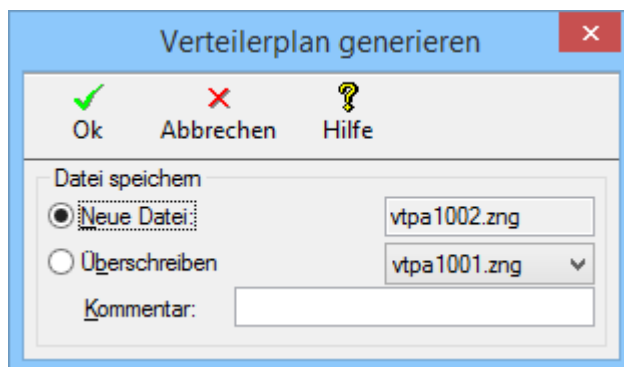 Verteilerplan generieren
Ok Abbrechen Hilfe
Datei speichern
Neue Datei: vtpa1002.zng
Überschreiben vtpa1001.zng
Kommentar: